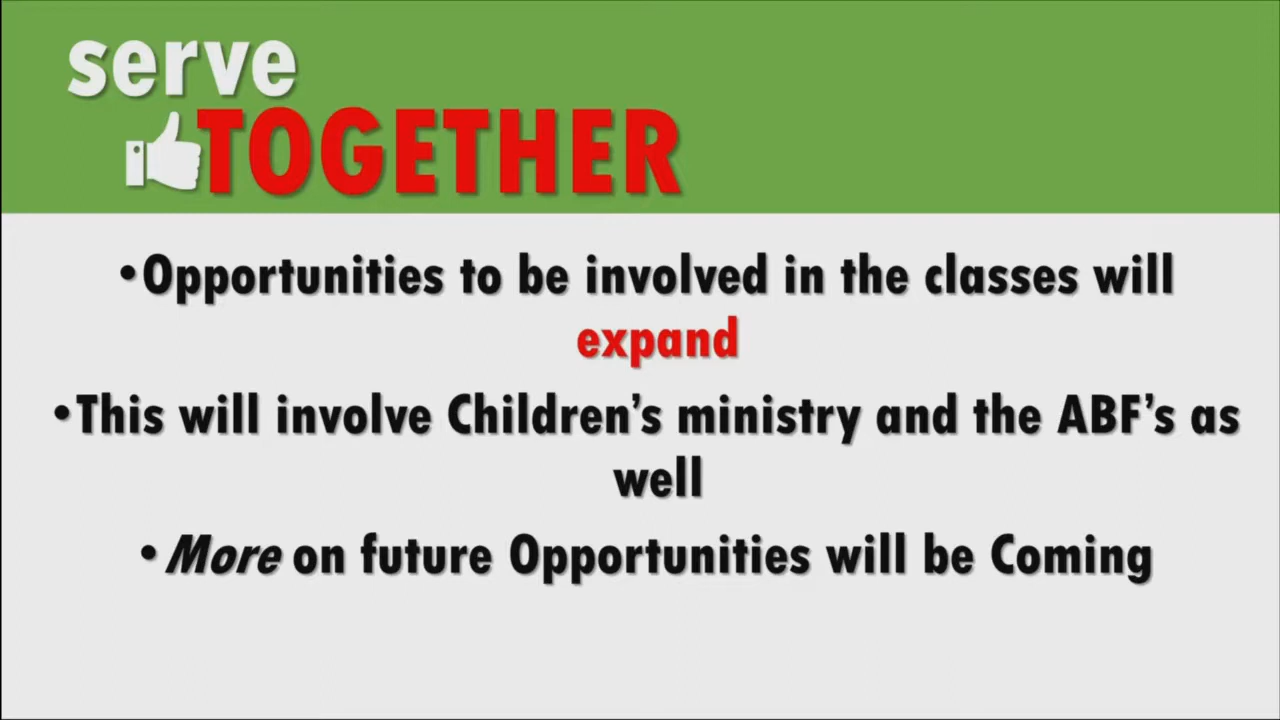 serve
TOGETHER
•Opportunities to be involved in the classes will
expand
•This will involve Children’s ministry and the ABF’s as
well
•More on future Opportunities will be Coming